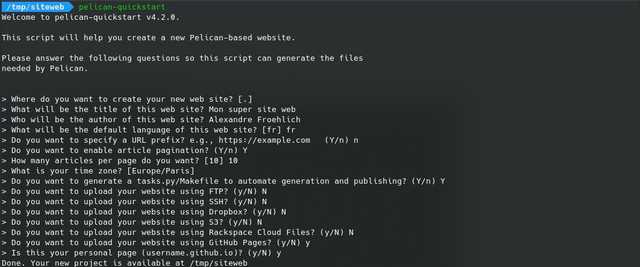 /tmp/siteweb pelican-quickstart
Welcome to pelican-quickstart v4.2.0.
This script will help you create a new Pelican-based website.
Please answer the following questions so this script can generate the files
needed by Pelican.
> Where do you want to create your new web site? [.]
> What will be the title of this web site? Mon super site web
> Who will be the author of this web site? Alexandre Froehlich
> What will be the default language of this web site? [fr] fr
> Do you want to specify a URL prefix? e.g., https://example.com   (Y/n) n
> Do you want to enable article pagination? (Y/n) Y
> How many articles per page do you want? [10] 10
> What is your time zone? [Europe/Paris]
> Do you want to generate a tasks.py/Makefile to automate generation and publishing? (Y/n) Y
> Do you want to upload your website using FTP? (y/N) N
> Do you want to upload your website using SSH? (y/N) N
> Do you want to upload your website using Dropbox? (y/N) N
> Do you want to upload your website using S3? (y/N) N
> Do you want to upload your website using Rackspace Cloud Files? (y/N) N
> Do you want to upload your website using GitHub Pages? (y/N) y
> Is this your personal page (username.github.io)? (y/N) y
Done. Your new project is available at /tmp/siteweb